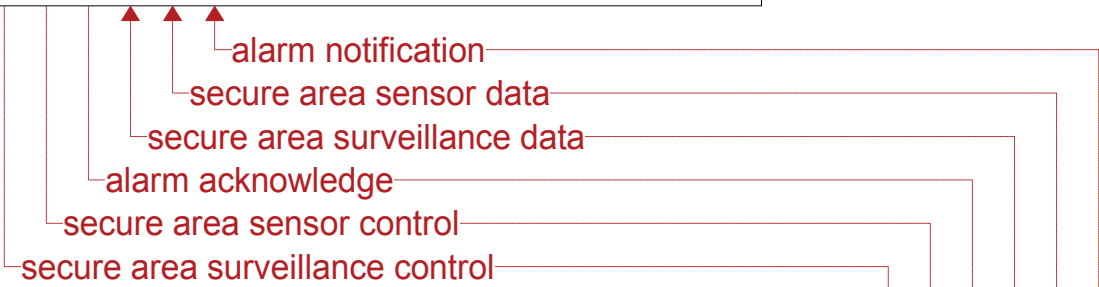 alarm notification
secure area sensor data
secure area surveillance data
alarm acknowledge
secure area sensor control
secure area surveillance control